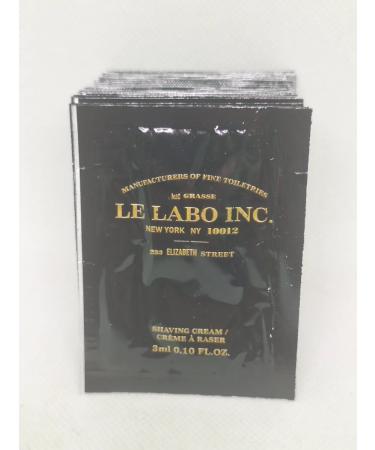 MANUFACTURERS OF FINE TOILETRIES
GRASSE
LE LABO INC.
NEW YORK NY 10012
233 ELIZABETH STREET
SHAVING CREAM /
CRÈME À RASER
3ml 0.10 FL.OZ.